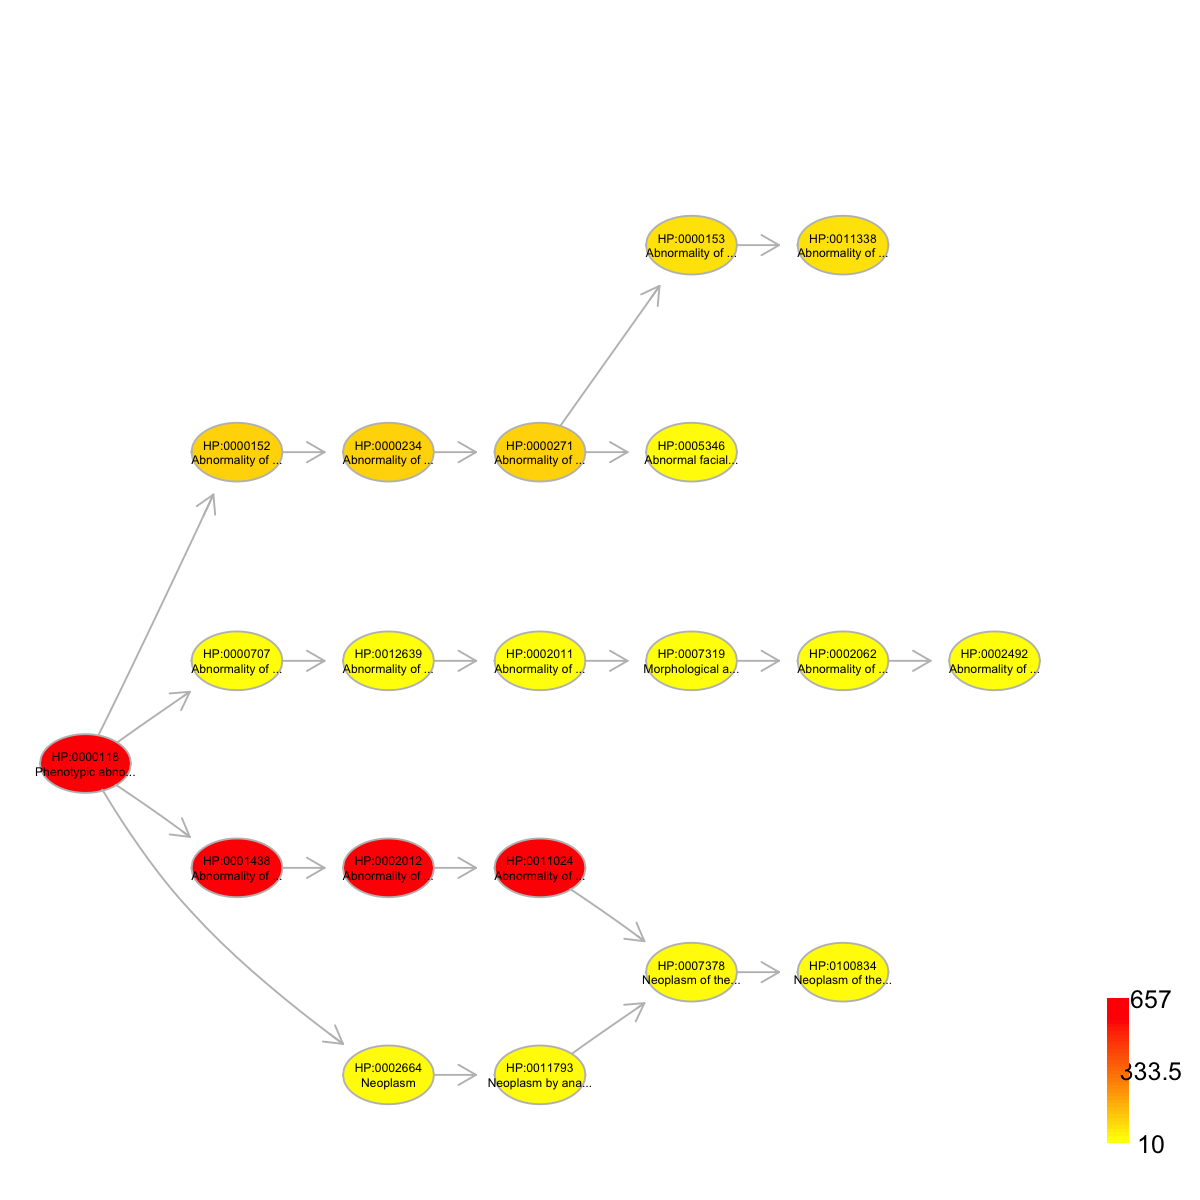 HP:0000153
Abnormality of ...
HP:0011338
Abnormality of ...
HP:0000152
Abnormality of ...
HP:0000234
Abnormality of ...
HP:0000271
Abnormality of ...
HP:0005346
Abnormal facial...
HP:0000707
Abnormality of ...
HP:0012639
Abnormality of ...
HP:0002011
Abnormality of ...
HP:0007319
Morphological a...
HP:0002062
Abnormality of ...
HP:0002492
Abnormality of ...
HP:0000118
Phenotypic abno...
HP:0001438
Abnormality of ...
HP:0002012
Abnormality of ...
HP:0011024
Abnormality of ...
HP:0007378
Neoplasm of the...
HP:0100834
Neoplasm of the...
HP:0002664
Neoplasm
HP:0011793
Neoplasm by ana...
657
333.5
10